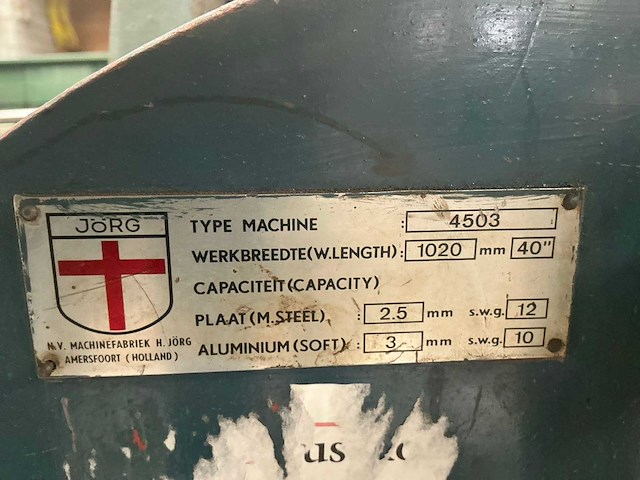 JöRG
N.V. MACHINEFABRIEK H. JÖRG
AMERSFOORT (HOLLAND)
TYPE MACHINE : 4503
WERKBREEDTE(W.LENGTH): 1020 mm 40"
CAPACITEIT(CAPACITY)
PLAAT(M.STEEL) : 2.5 mm s.w.g. 12
ALUMINIUM(SOFT): 3 mm s.w.g. 10